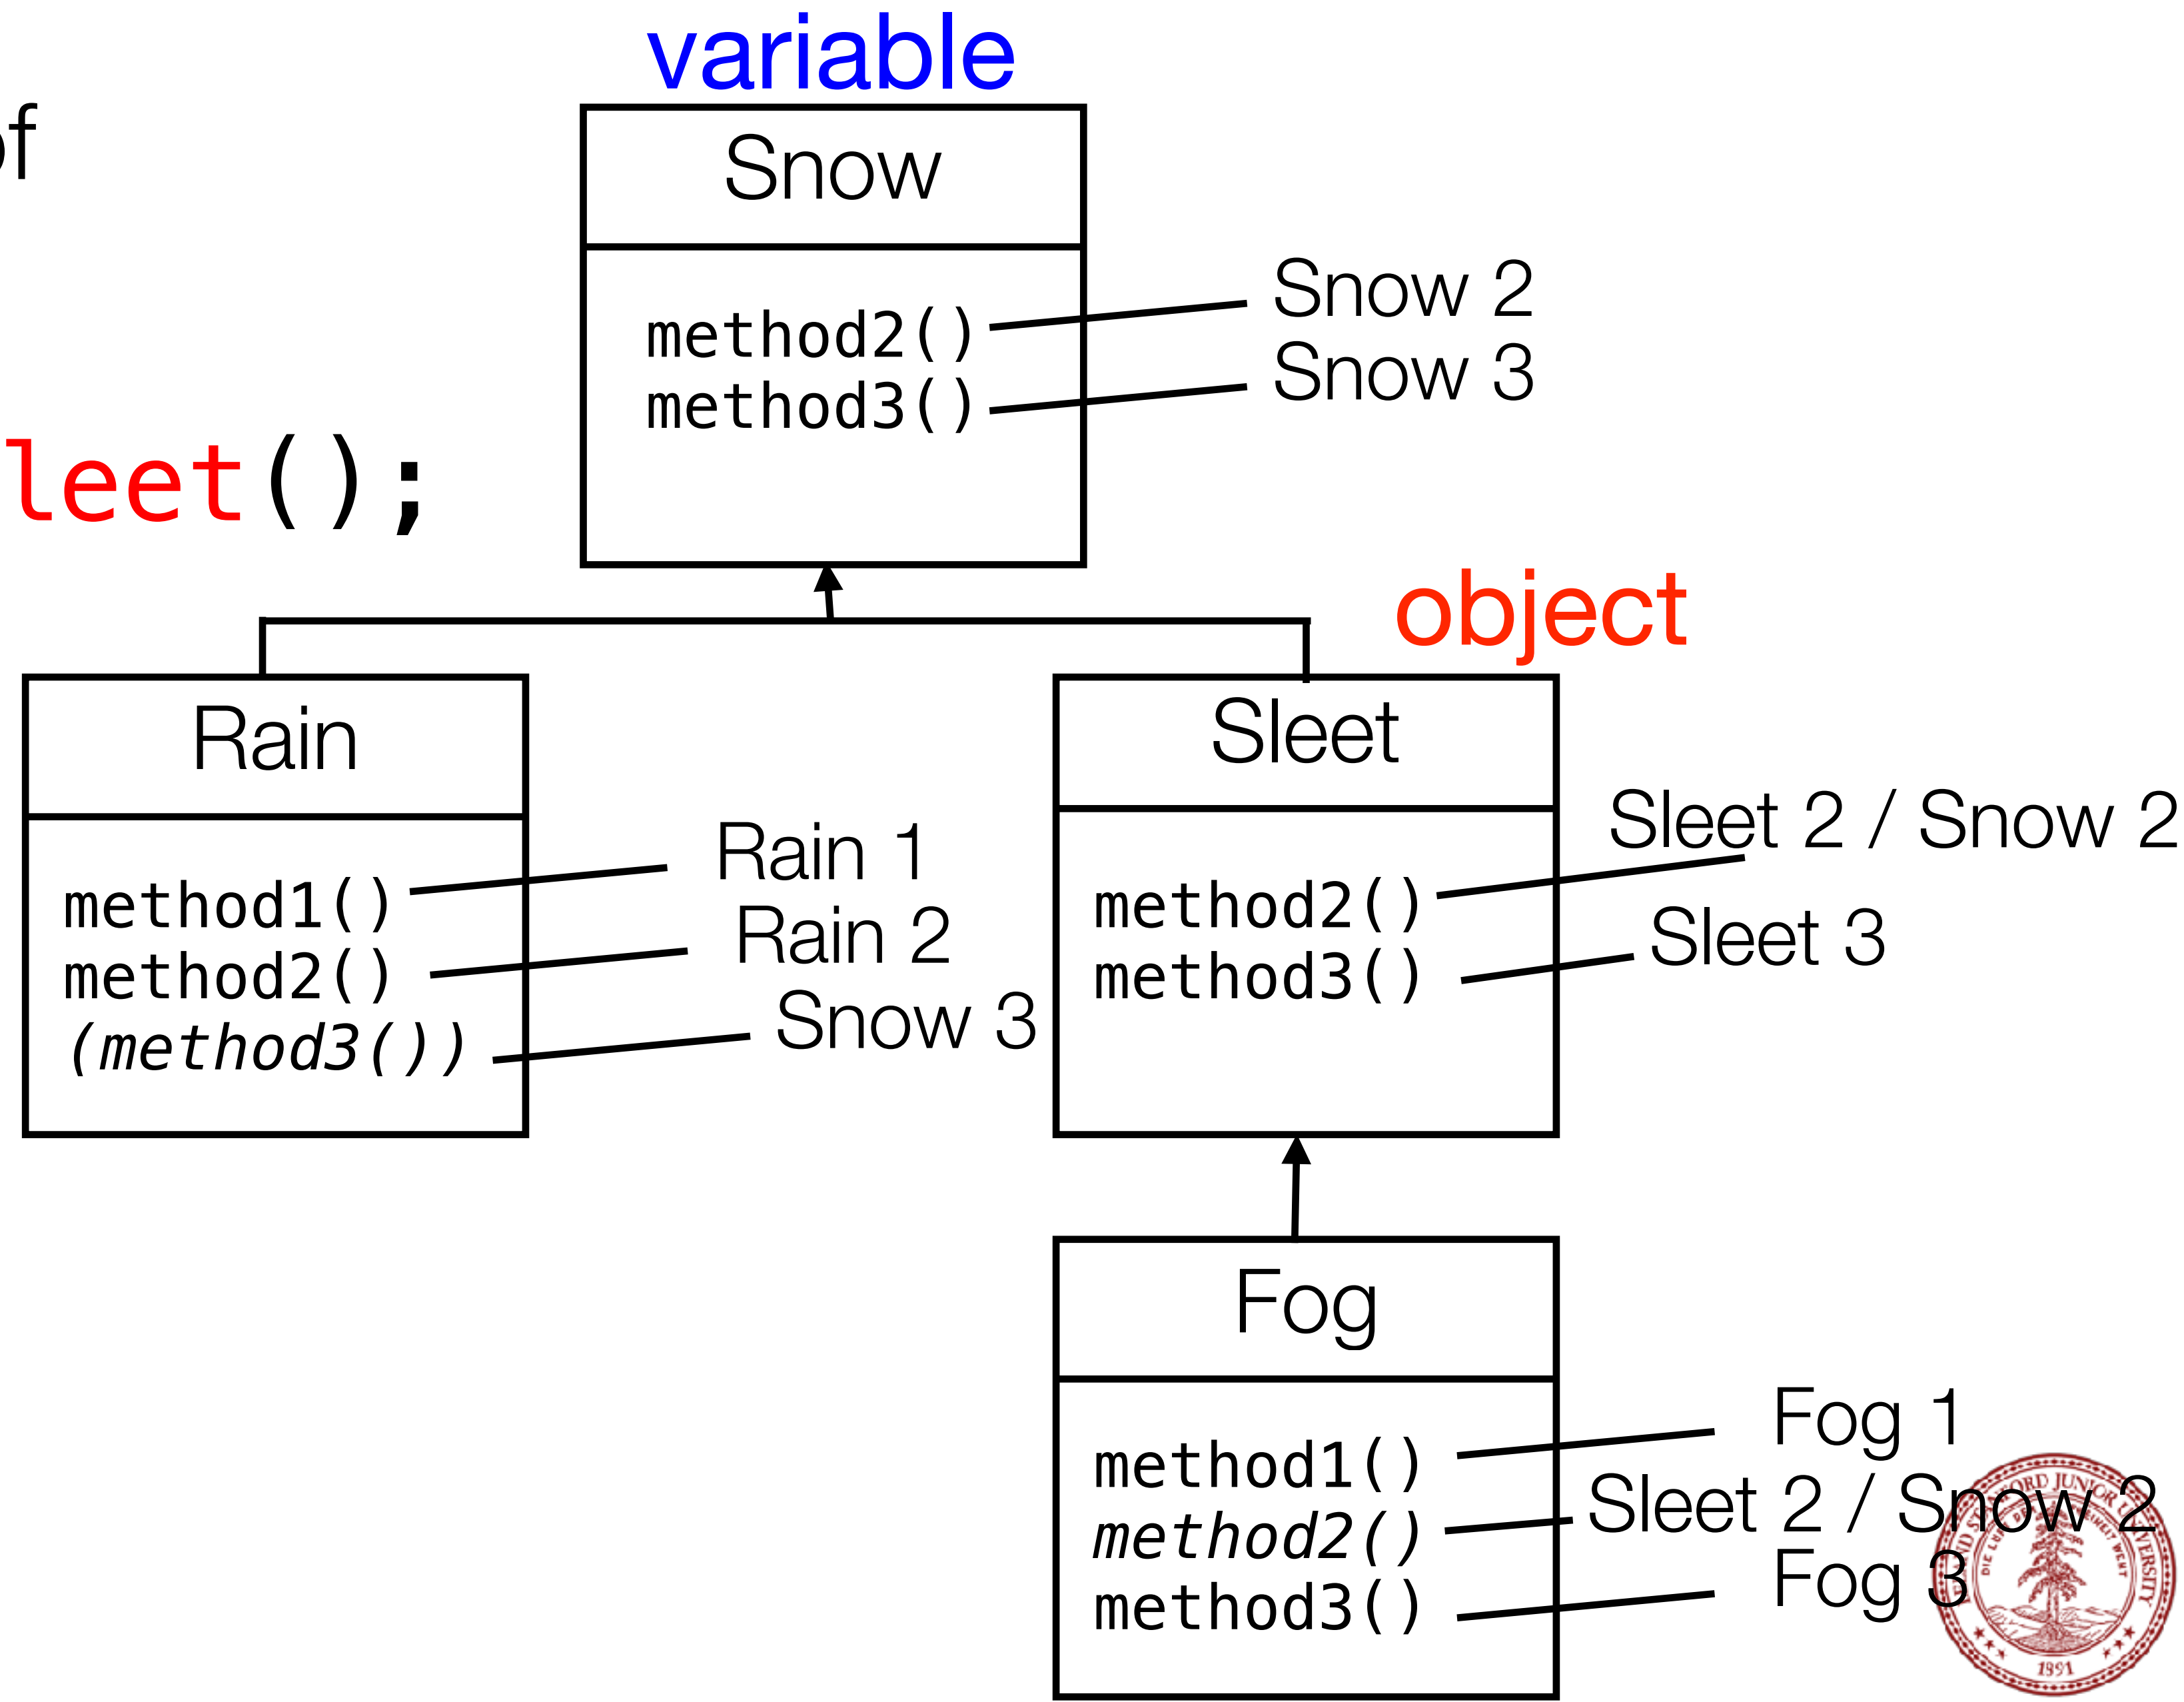 variable
of
Snow
method2()
Snow 2
method3()
Snow 3
leet();
object
Rain
method1()
Rain 1
method2()
Rain 2
(method3())
Snow 3
Sleet
method2()
Sleet 2 / Snow 2
method3()
Sleet 3
Fog
method1()
Fog 1
method2()
Sleet 2 / Snow 2
method3()
Fog 3
1891